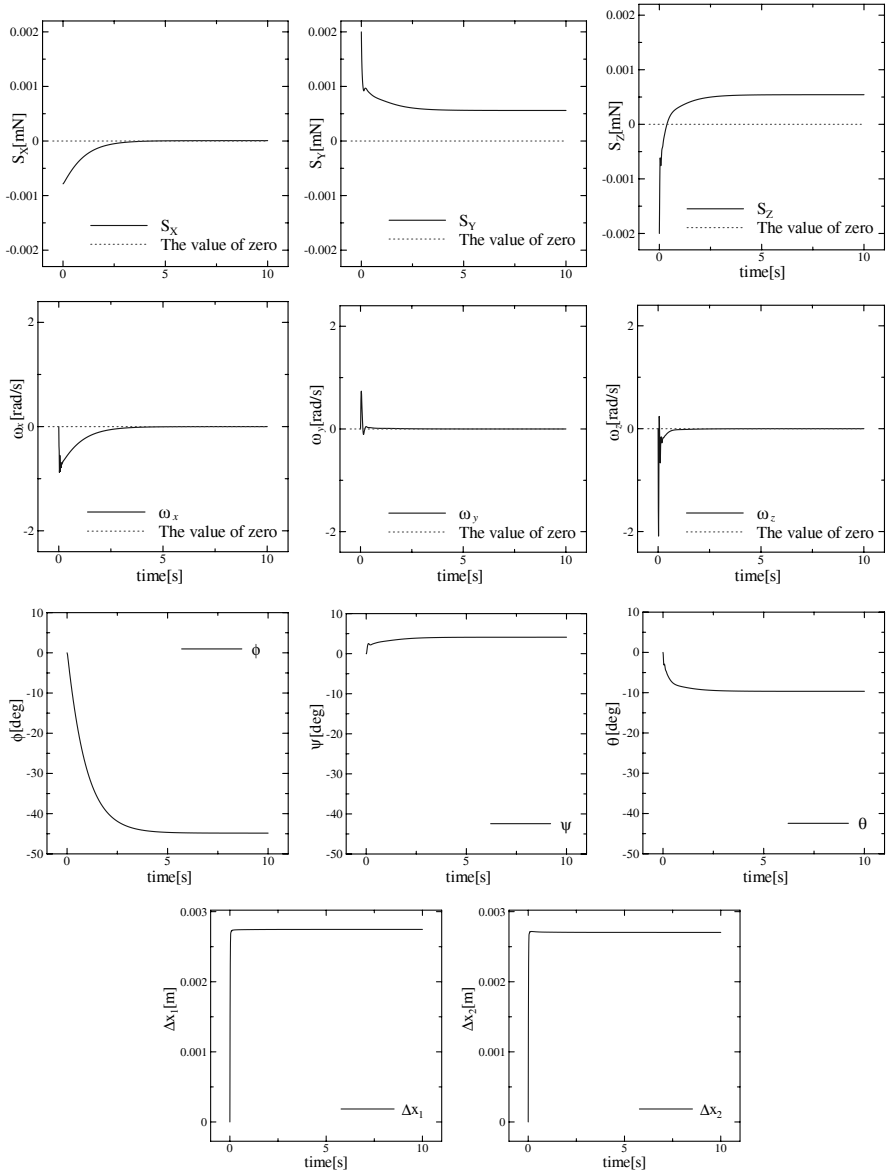 0.002
0.001
0
-0.001
-0.002
S_X[mN]
S_X
The value of zero
0 5 10
0.002
0.001
0
-0.001
-0.002
S_Y[mN]
S_Y
The value of zero
0 5 10
0.002
0.001
0
-0.001
-0.002
S_Z[mN]
S_Z
The value of zero
0 5 10
time[s]
2
0
-2
ω_x[rad/s]
ω_x
The value of zero
0 5 10
time[s]
2
0
-2
ω_y[rad/s]
ω_y
The value of zero
0 5 10
time[s]
2
0
-2
ω_z[rad/s]
ω_z
The value of zero
0 5 10
time[s]
10
0
-10
-20
-30
-40
-50
ϕ[deg]
ϕ
0 5 10
time[s]
10
0
-10
-20
-30
-40
-50
ψ[deg]
ψ
0 5 10
time[s]
10
0
-10
-20
-30
-40
-50
θ[deg]
θ
0 5 10
time[s]
0.003
0.002
0.001
0
Δx_1[m]
Δx_1
0 5 10
time[s]
0.003
0.002
0.001
0
Δx_2[m]
Δx_2
0 5 10
time[s]